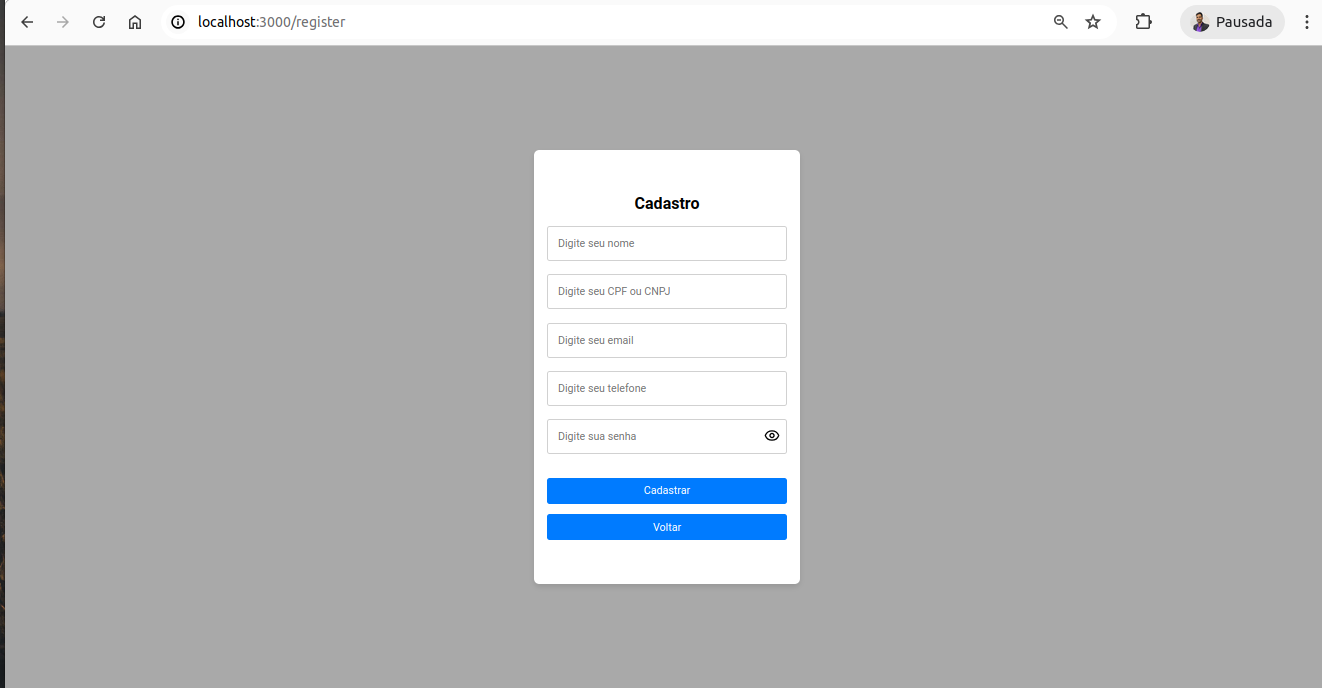 localhost:3000/register
Pausada
Cadastro
Digite seu nome
Digite seu CPF ou CNPJ
Digite seu email
Digite seu telefone
Digite sua senha
Cadastrar
Voltar